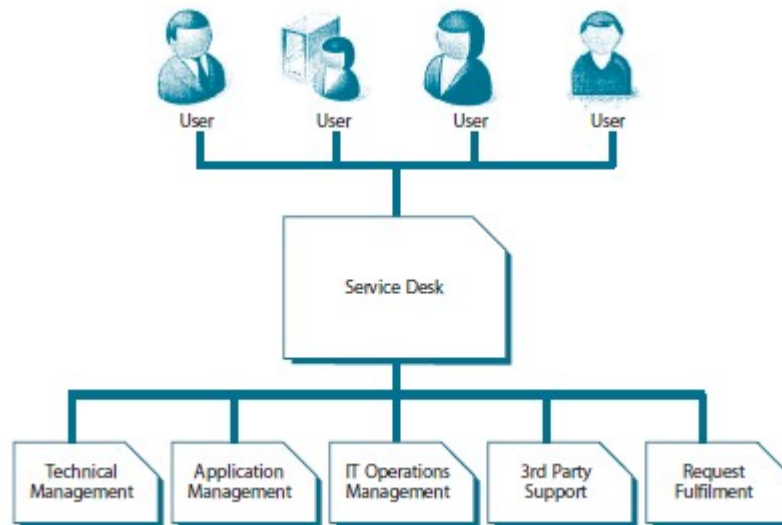 User
User
User
User
Service Desk
Technical
Management
Application
Management
IT Operations
Management
3rd Party
Support
Request
Fulfilment